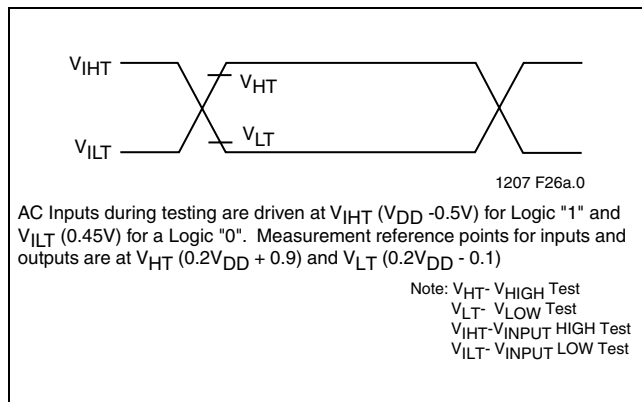 VIHT
VHT
VLT
VILT
1207 F26a.0
AC Inputs during testing are driven at VIHT (VDD -0.5V) for Logic "1" and
VILT (0.45V) for a Logic "0". Measurement reference points for inputs and
outputs are at VHT (0.2VDD + 0.9) and VLT (0.2VDD - 0.1)
Note: VHT- VHIGH Test
VLT- VLOW Test
VIHT-VINPUT HIGH Test
VILT- VINPUT LOW Test